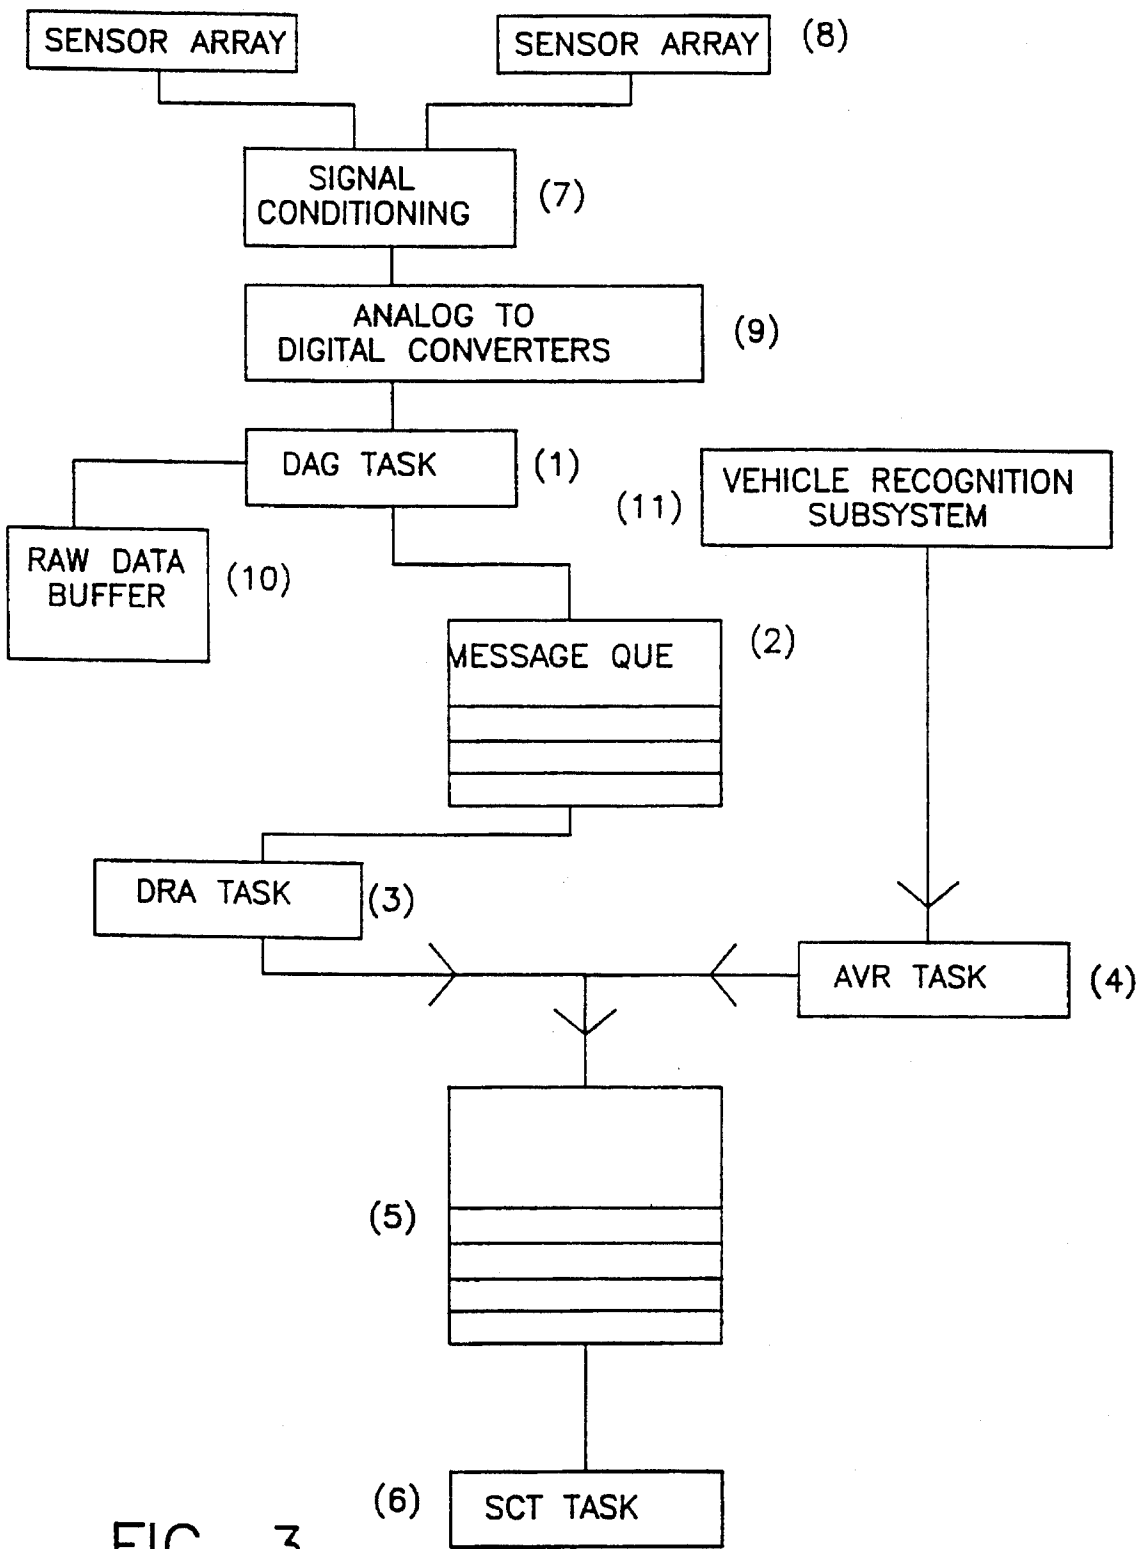 SENSOR ARRAY
SENSOR ARRAY
(8)
SIGNAL
CONDITIONING
(7)
ANALOG TO
DIGITAL CONVERTERS
(9)
DAG TASK
(1)
VEHICLE RECOGNITION
SUBSYSTEM
(11)
RAW DATA
BUFFER
(10)
MESSAGE QUE
(2)
DRA TASK
(3)
AVR TASK
(4)
(5)
(6)
SCT TASK
FIG. 3